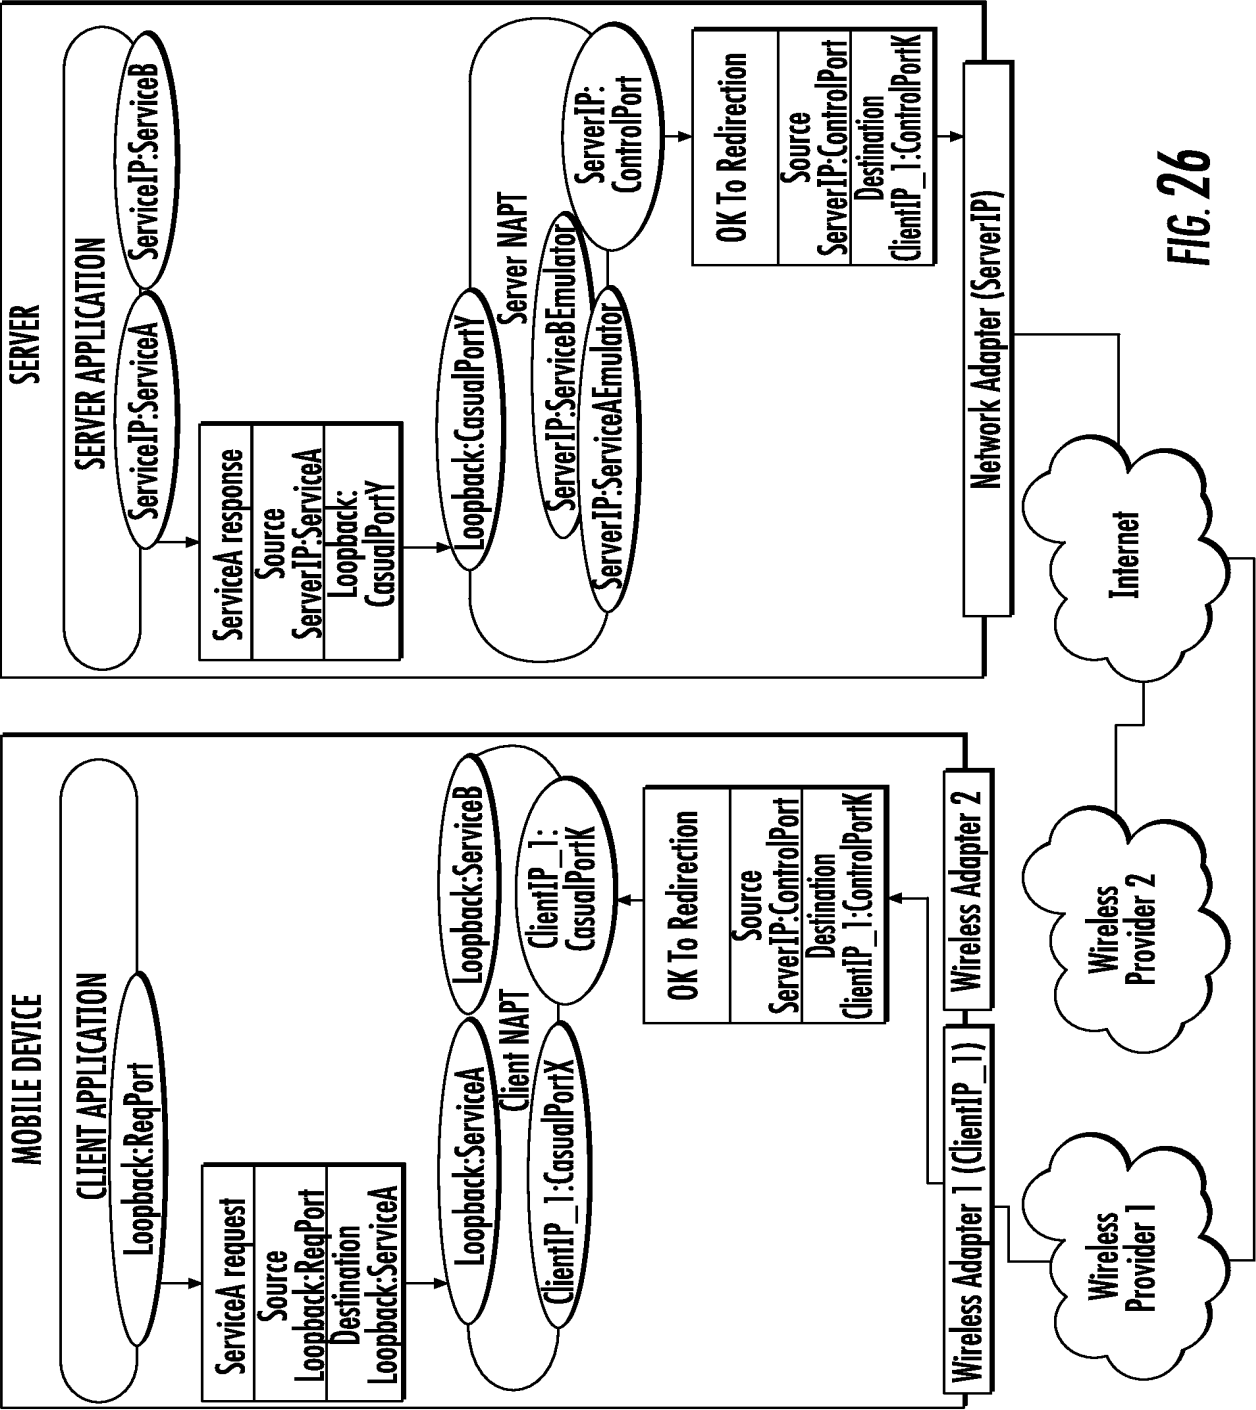 MOBILE DEVICE
CLIENT APPLICATION
Loopback:ReqPort
ServiceA request
Source
Loopback:ReqPort
Destination
Loopback:ServiceA
Loopback:ServiceA
Loopback:ServiceB
Client NAPT
ClientIP_1:CasualPortX
ClientIP_1:
CasualPortK
OK To Redirection
Source
ServerIP:ControlPort
Destination
ClientIP_1:ControlPortK
Wireless Adapter 1 (ClientIP_1)
Wireless Adapter 2
Wireless
Provider 1
Wireless
Provider 2
SERVER
SERVER APPLICATION
ServiceIP:ServiceA
ServiceIP:ServiceB
ServiceA response
Source
ServerIP:ServiceA
Loopback:
CasualPortY
Loopback:CasualPortY
Server NAPT
ServerIP:ServiceBEmulator
ServerIP:ServiceAEmulator
ServerIP:
ControlPort
OK To Redirection
Source
ServerIP:ControlPort
Destination
ClientIP_1:ControlPortK
Network Adapter (ServerIP)
Internet
FIG. 26